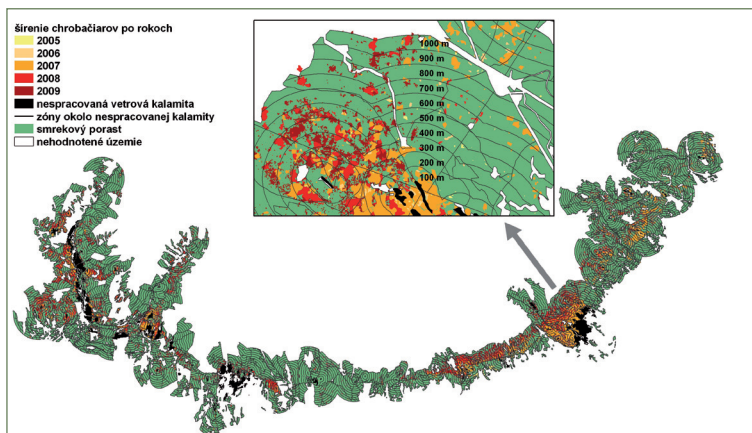 šírenie chrobačiarov po rokoch
2005
2006
2007
2008
2009
nespracovaná vetrová kalamita
zóny okolo nespracovanej kalamity
smrekový porast
nehodnotené územie
1000 m
900 m
800 m
700 m
600 m
500 m
400 m
300 m
200 m
100 m